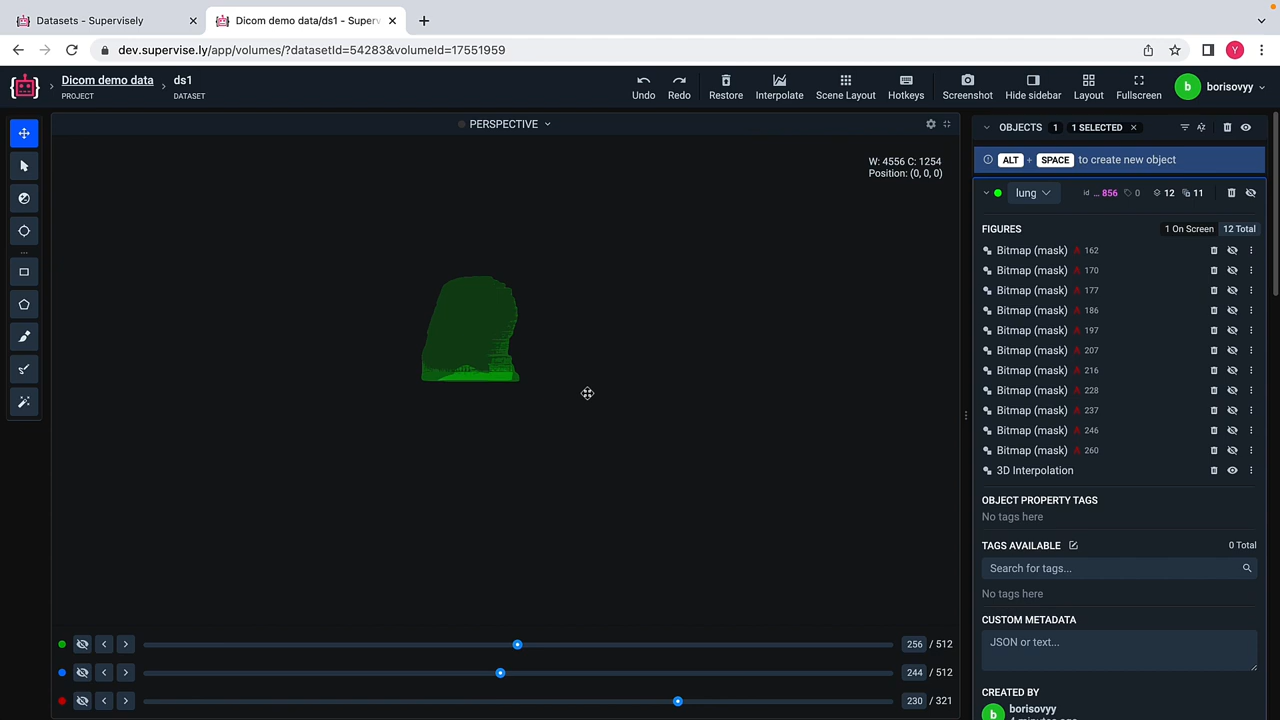 Datasets - Supervisely
Dicom demo data/ds1 - Superv
dev.supervise.ly/app/volumes/?datasetId=54283&volumeId=17551959
Y
Dicom demo data
PROJECT
ds1
DATASET
Undo
Redo
Restore
Interpolate
Scene Layout
Hotkeys
Screenshot
Hide sidebar
Layout
Fullscreen
b
borisovyy
PERSPECTIVE
W: 4556 C: 1254
Position: (0, 0, 0)
OBJECTS 1 1 SELECTED
ALT + SPACE to create new object
lung id ... 856 0 12 11
FIGURES 1 On Screen 12 Total
Bitmap (mask) 162
Bitmap (mask) 170
Bitmap (mask) 177
Bitmap (mask) 186
Bitmap (mask) 197
Bitmap (mask) 207
Bitmap (mask) 216
Bitmap (mask) 228
Bitmap (mask) 237
Bitmap (mask) 246
Bitmap (mask) 260
3D Interpolation
OBJECT PROPERTY TAGS
No tags here
TAGS AVAILABLE 0 Total
Search for tags...
No tags here
CUSTOM METADATA
JSON or text...
CREATED BY
b borisovyy
256 / 512
244 / 512
230 / 321